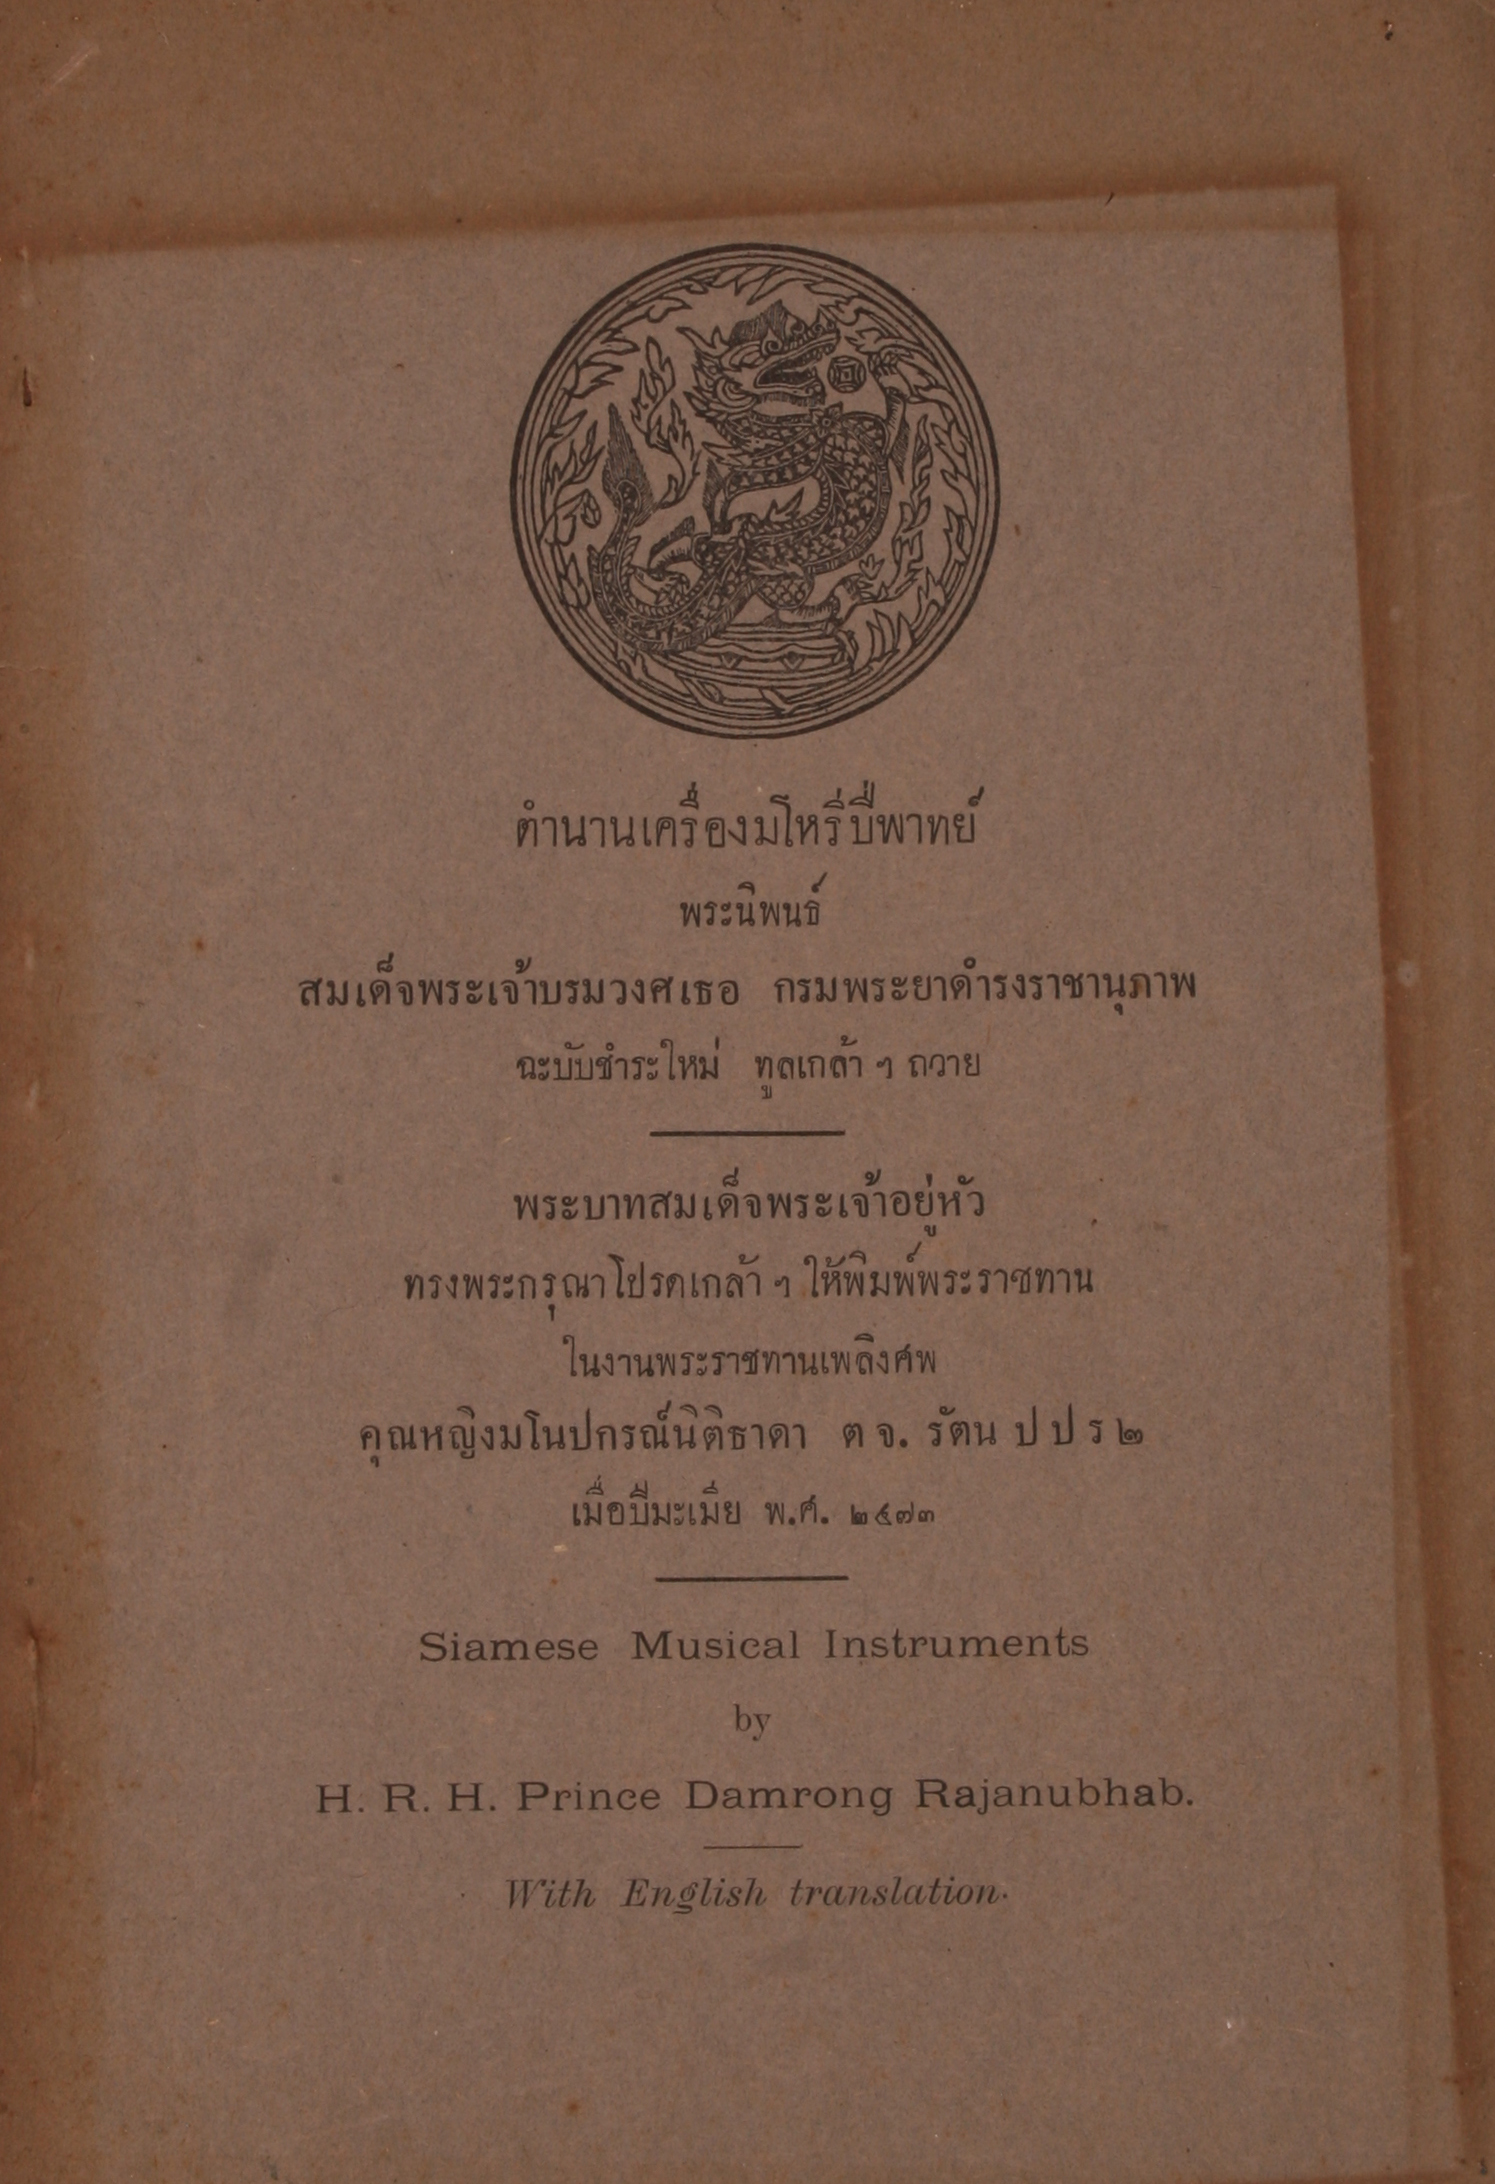 ตำนานเครื่องมโหรีปี่พาทย์
พระนิพนธ์
สมเด็จพระเจ้าบรมวงศเธอ กรมพระยาดำรงราชานุภาพ
ฉะบับชำระใหม่ ทูลเกล้า ๆ ถวาย
พระบาทสมเด็จพระเจ้าอยู่หัว
ทรงพระกรุณาโปรดเกล้า ๆ ให้พิมพ์พระราชทาน
ในงานพระราชทานเพลิงศพ
คุณหญิงมโนปกรณ์นิติธาดา ต จ. รัตน ป ป ร ๒
เมื่อปีมะเมีย พ.ศ. ๒๔๗๓
Siamese Musical Instruments
by
H. R. H. Prince Damrong Rajanubhab.
With English translation.